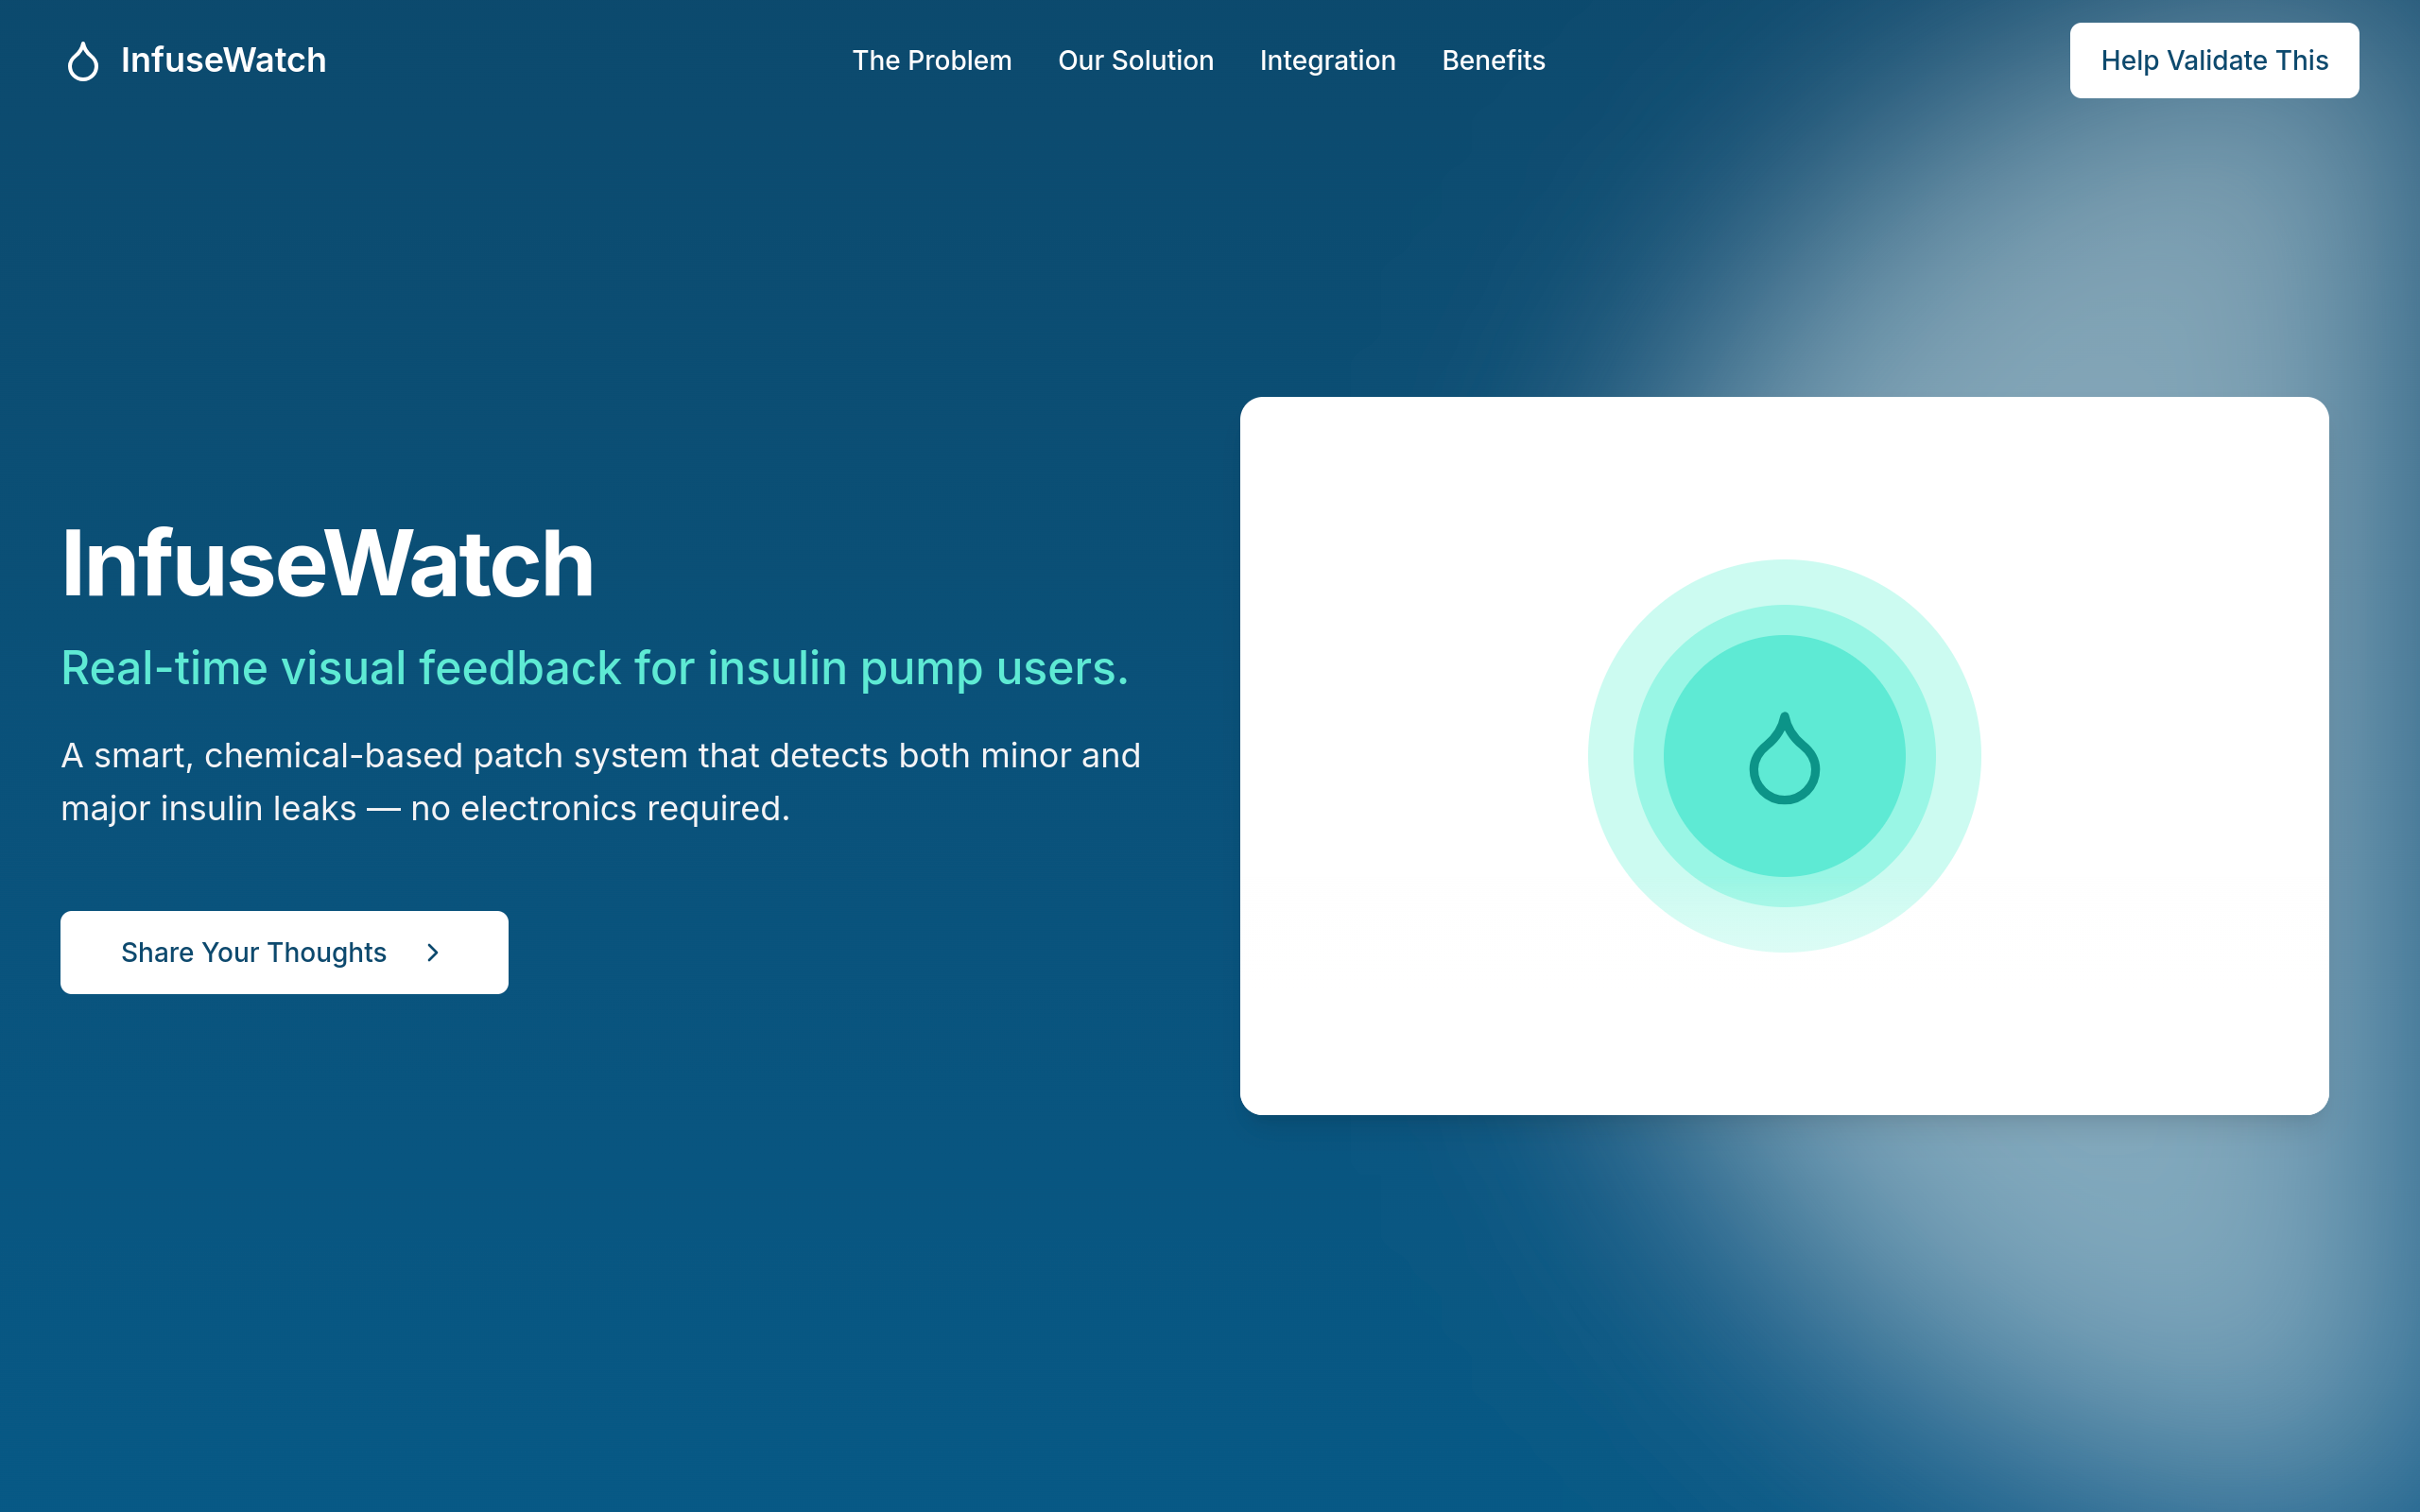 InfuseWatch
The Problem
Our Solution
Integration
Benefits
Help Validate This
InfuseWatch
Real-time visual feedback for insulin pump users.
A smart, chemical-based patch system that detects both minor and
major insulin leaks — no electronics required.
Share Your Thoughts